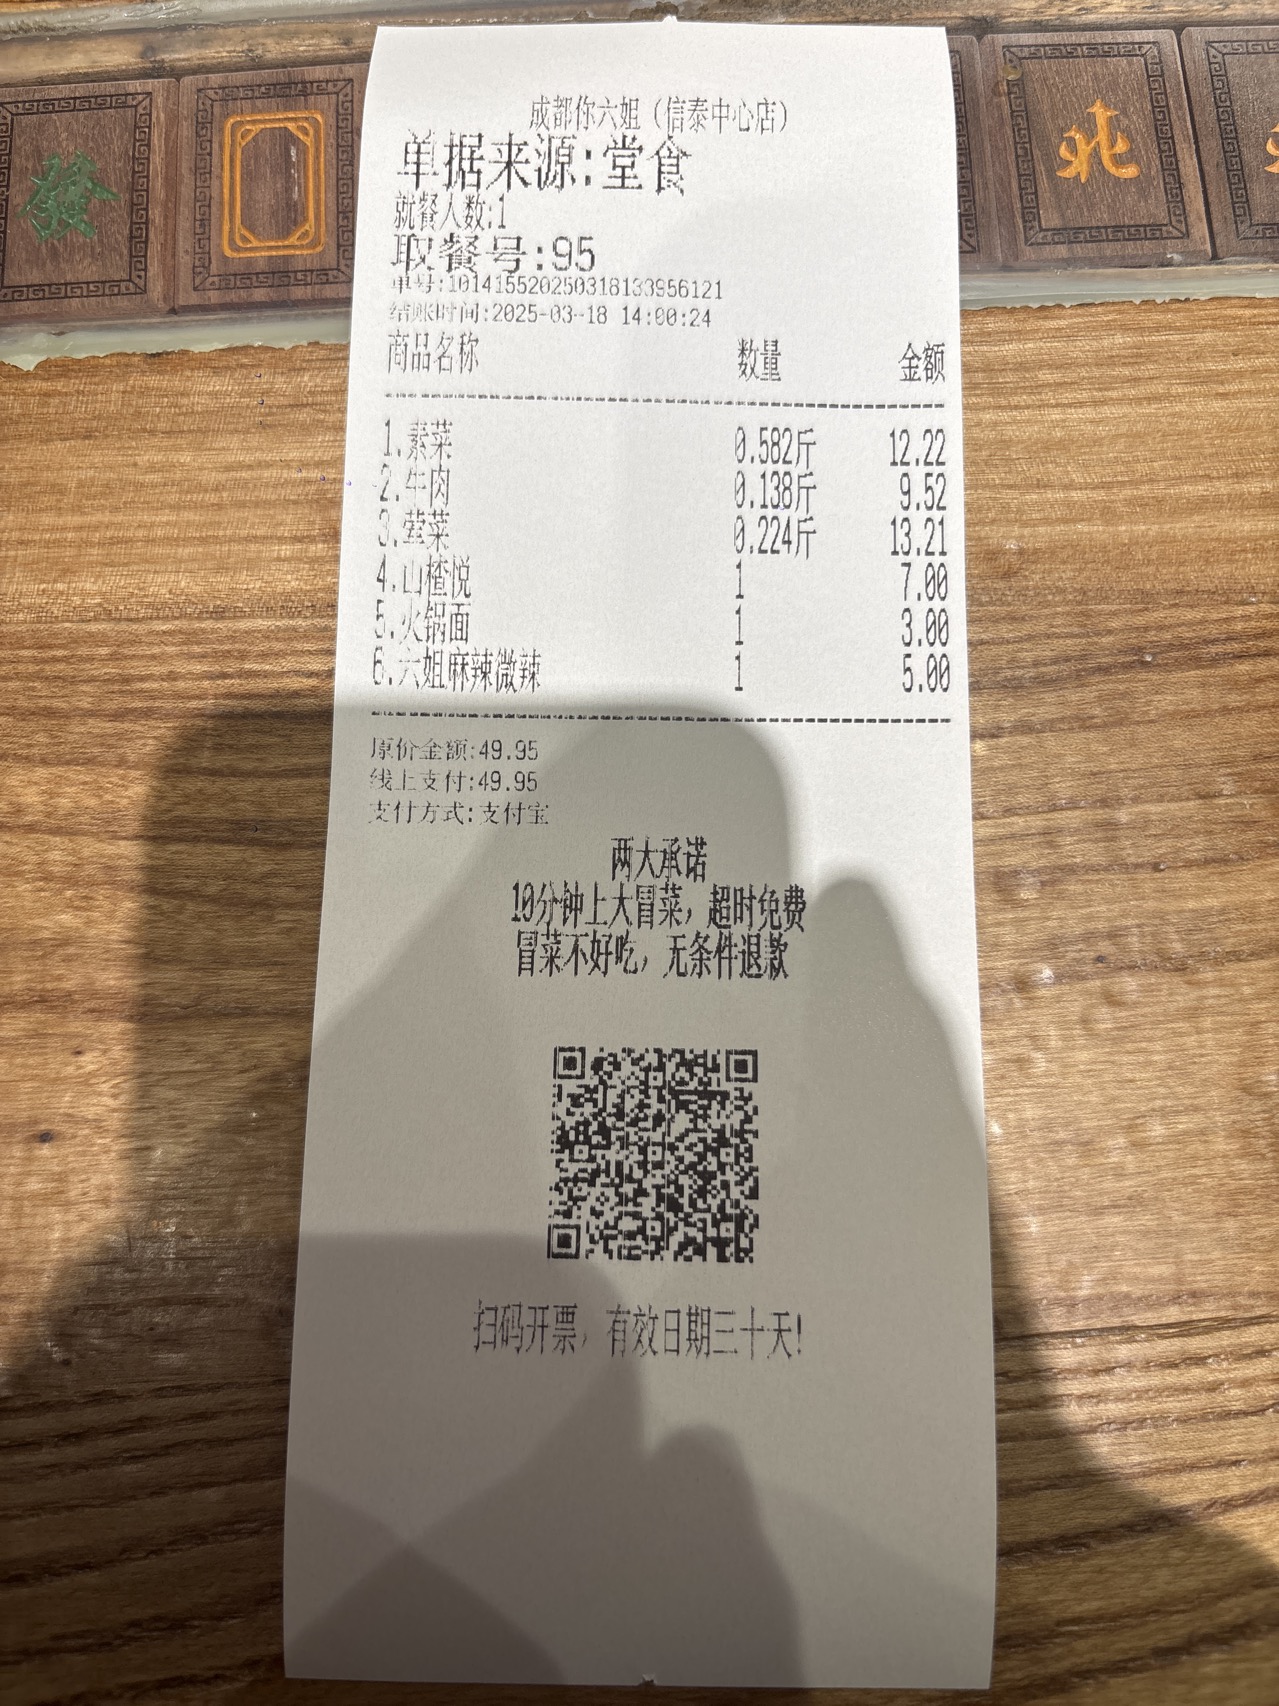 發
北
成都你六姐（信泰中心店）
单据来源:堂食
就餐人数:1
取餐号:95
单号:10141552025031813395612​1
结账时间:2025-03-18 14:00:24
商品名称 数量 金额
1.素菜 0.582斤 12.22
2.牛肉 0.138斤 9.52
3.荤菜 0.224斤 13.21
4.山楂悦 1 7.00
5.火锅面 1 3.00
6.六姐麻辣微辣 1 5.00
原价金额:49.95
线上支付:49.95
支付方式:支付宝
两大承诺
10分钟上大冒菜，超时免费
冒菜不好吃，无条件退款
扫码开票，有效日期三十天!